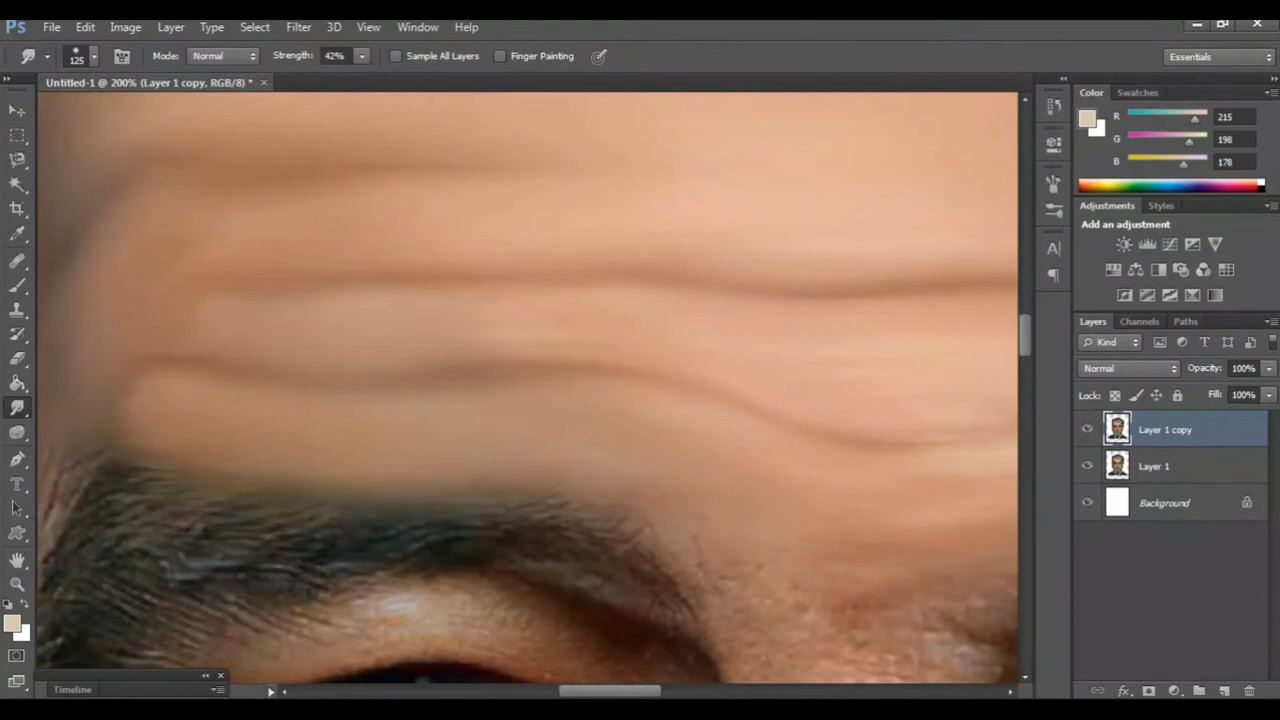 Ps File Edit Image Layer Type Select Filter 3D View Window Help
125 Mode: Normal Strength: 42% Sample All Layers Finger Painting Essentials
Untitled-1 @ 200% (Layer 1 copy, RGB/8) * ×
Color Swatches
R 215
G 198
B 178
Adjustments Styles
Add an adjustment
Layers Channels Paths
Kind
Normal Opacity: 100%
Lock: Fill: 100%
Layer 1 copy
Layer 1
Background
Timeline